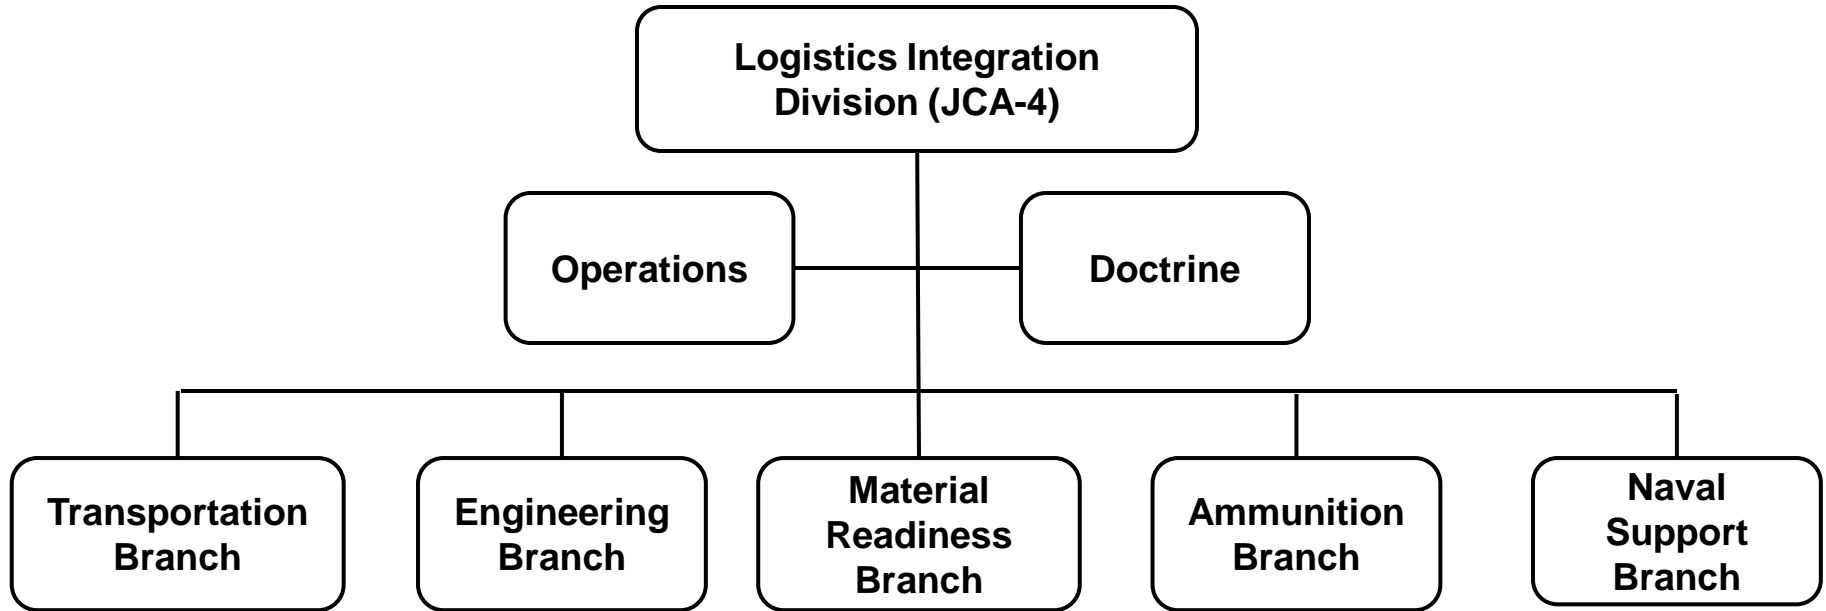 Logistics Integration
Division (JCA-4)
Operations
Doctrine
Transportation
Branch
Engineering
Branch
Material
Readiness
Branch
Ammunition
Branch
Naval
Support
Branch